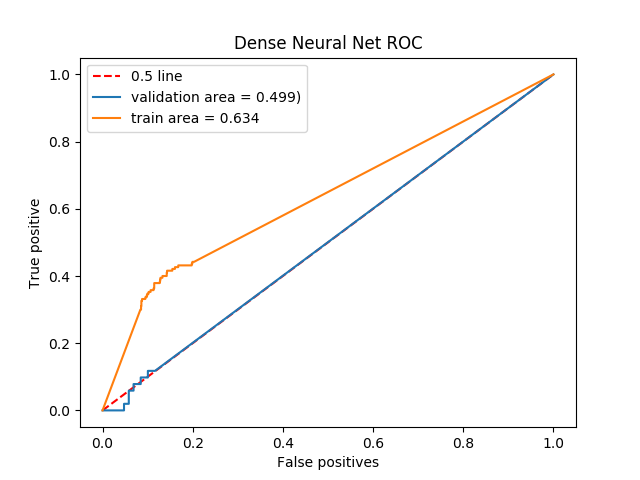 Dense Neural Net ROC
0.5 line
validation area = 0.499)
train area = 0.634
True positive
1.0
0.8
0.6
0.4
0.2
0.0
0.0 0.2 0.4 0.6 0.8 1.0
False positives